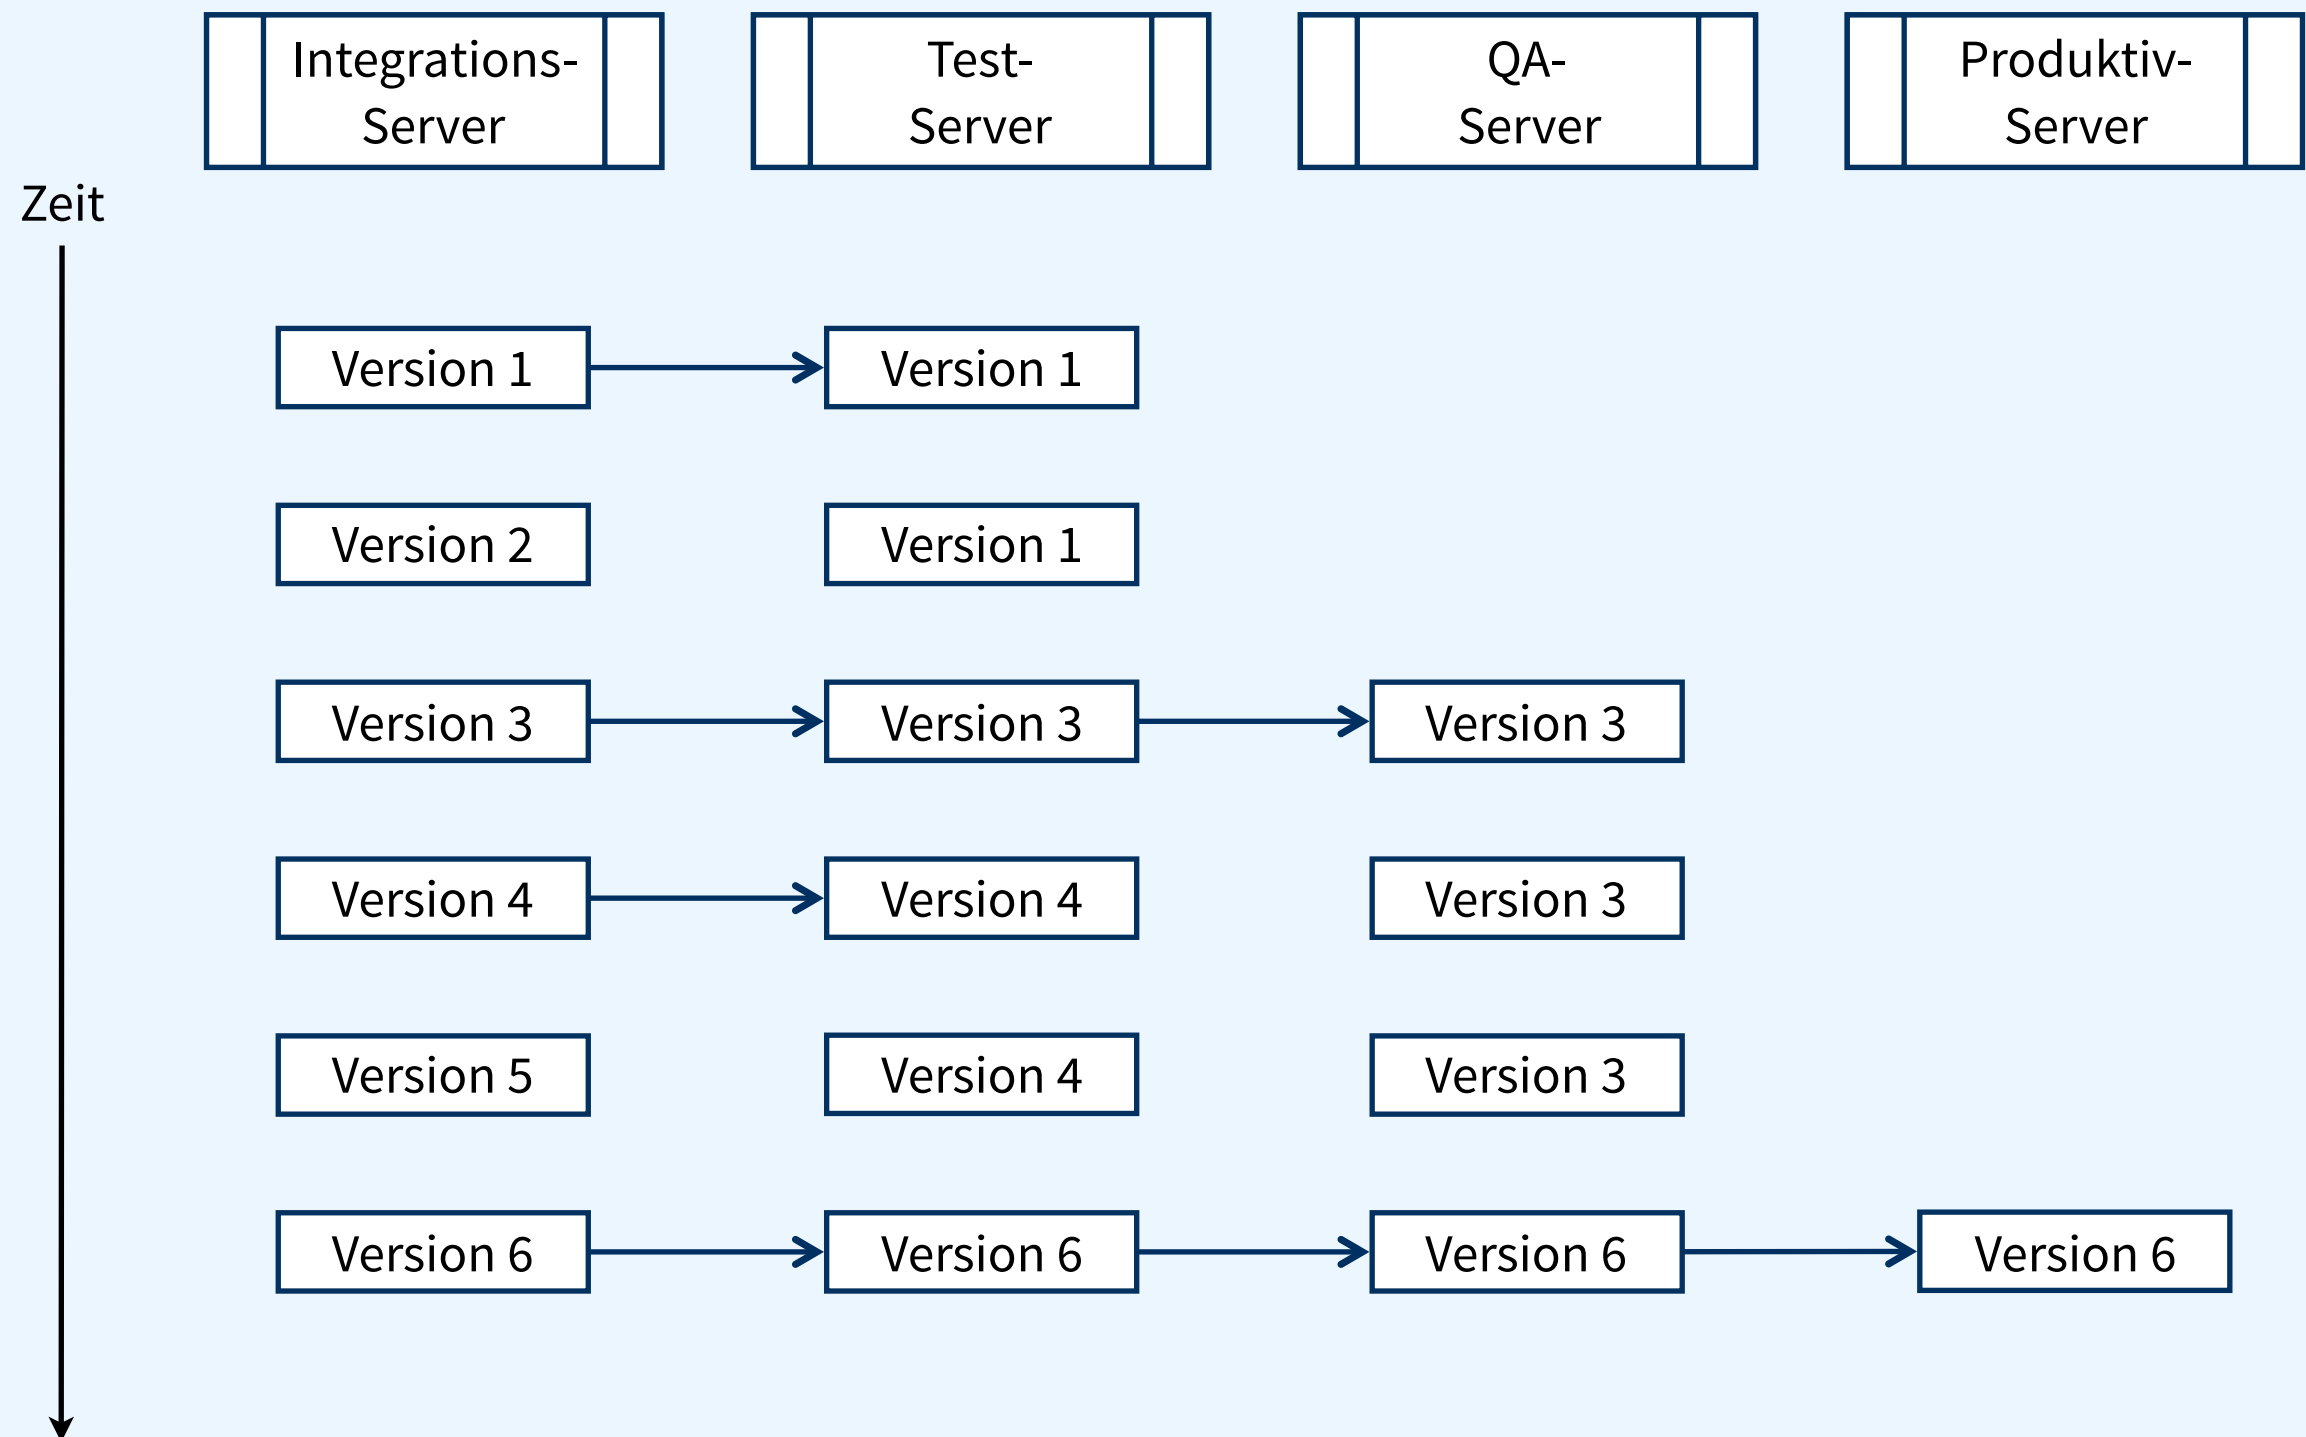 Integrations-
Server
Test-
Server
QA-
Server
Produktiv-
Server
Zeit
Version 1
Version 1
Version 2
Version 1
Version 3
Version 3
Version 3
Version 4
Version 4
Version 3
Version 5
Version 4
Version 3
Version 6
Version 6
Version 6
Version 6